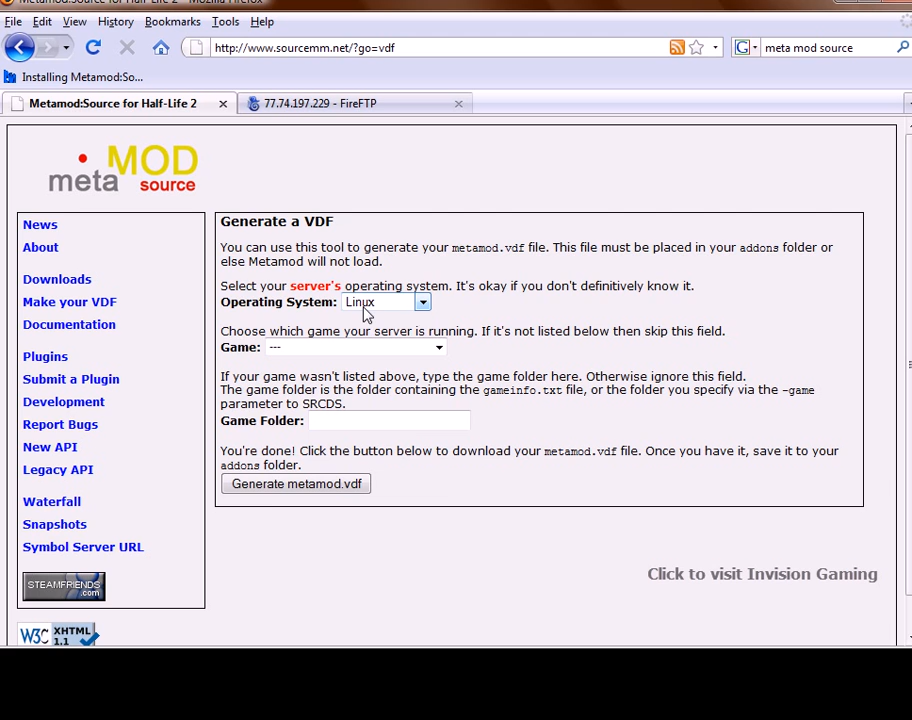 Metamod:Source for Half-Life 2 - Mozilla Firefox
File Edit View History Bookmarks Tools Help
http://www.sourcemm.net/?go=vdf
G meta mod source
Installing Metamod:So...
Metamod:Source for Half-Life 2
77.74.197.229 - FireFTP
meta MOD
source
News
About
Downloads
Make your VDF
Documentation
Plugins
Submit a Plugin
Development
Report Bugs
New API
Legacy API
Waterfall
Snapshots
Symbol Server URL
STEAMFRIENDS
.com
W3C XHTML
1.1
Generate a VDF
You can use this tool to generate your metamod.vdf file. This file must be placed in your addons folder or
else Metamod will not load.
Select your server's operating system. It's okay if you don't definitively know it.
Operating System: Linux
Choose which game your server is running. If it's not listed below then skip this field.
Game: ---
If your game wasn't listed above, type the game folder here. Otherwise ignore this field.
The game folder is the folder containing the gameinfo.txt file, or the folder you specify via the -game
parameter to SRCDS.
Game Folder:
You're done! Click the button below to download your metamod.vdf file. Once you have it, save it to your
addons folder.
Generate metamod.vdf
Click to visit Invision Gaming